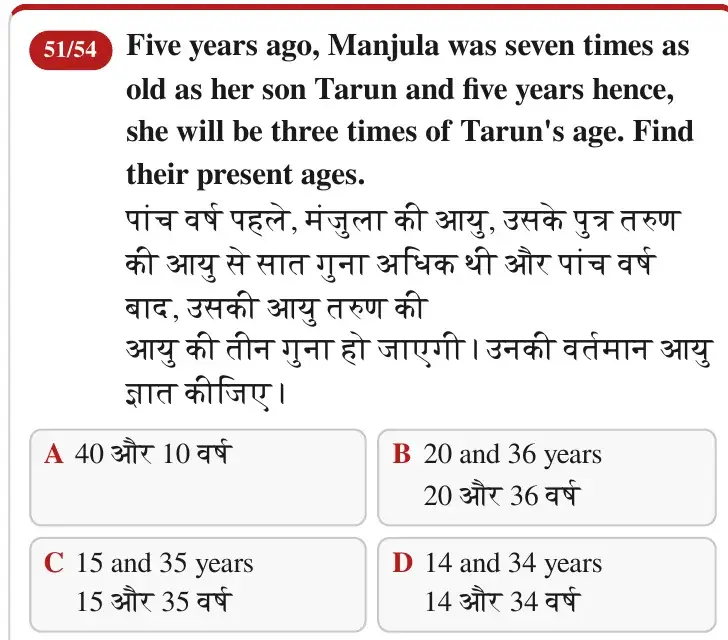 51/54 Five years ago, Manjula was seven times as
old as her son Tarun and five years hence,
she will be three times of Tarun's age. Find
their present ages.
पांच वर्ष पहले, मंजुला की आयु, उसके पुत्र तरुण
की आयु से सात गुना अधिक थी और पांच वर्ष
बाद, उसकी आयु तरुण की
आयु की तीन गुना हो जाएगी। उनकी वर्तमान आयु
ज्ञात कीजिए।
A 40 और 10 वर्ष
B 20 and 36 years
20 और 36 वर्ष
C 15 and 35 years
15 और 35 वर्ष
D 14 and 34 years
14 और 34 वर्ष